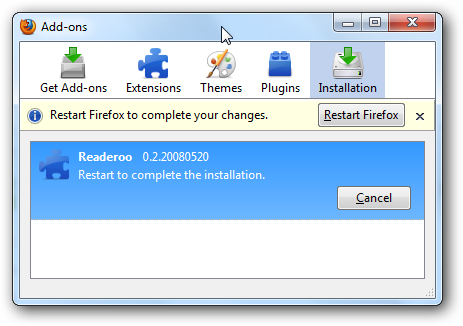 Add-ons
Get Add-ons Extensions Themes Plugins Installation
Restart Firefox to complete your changes. Restart Firefox
Readeroo 0.2.20080520
Restart to complete the installation.
Cancel